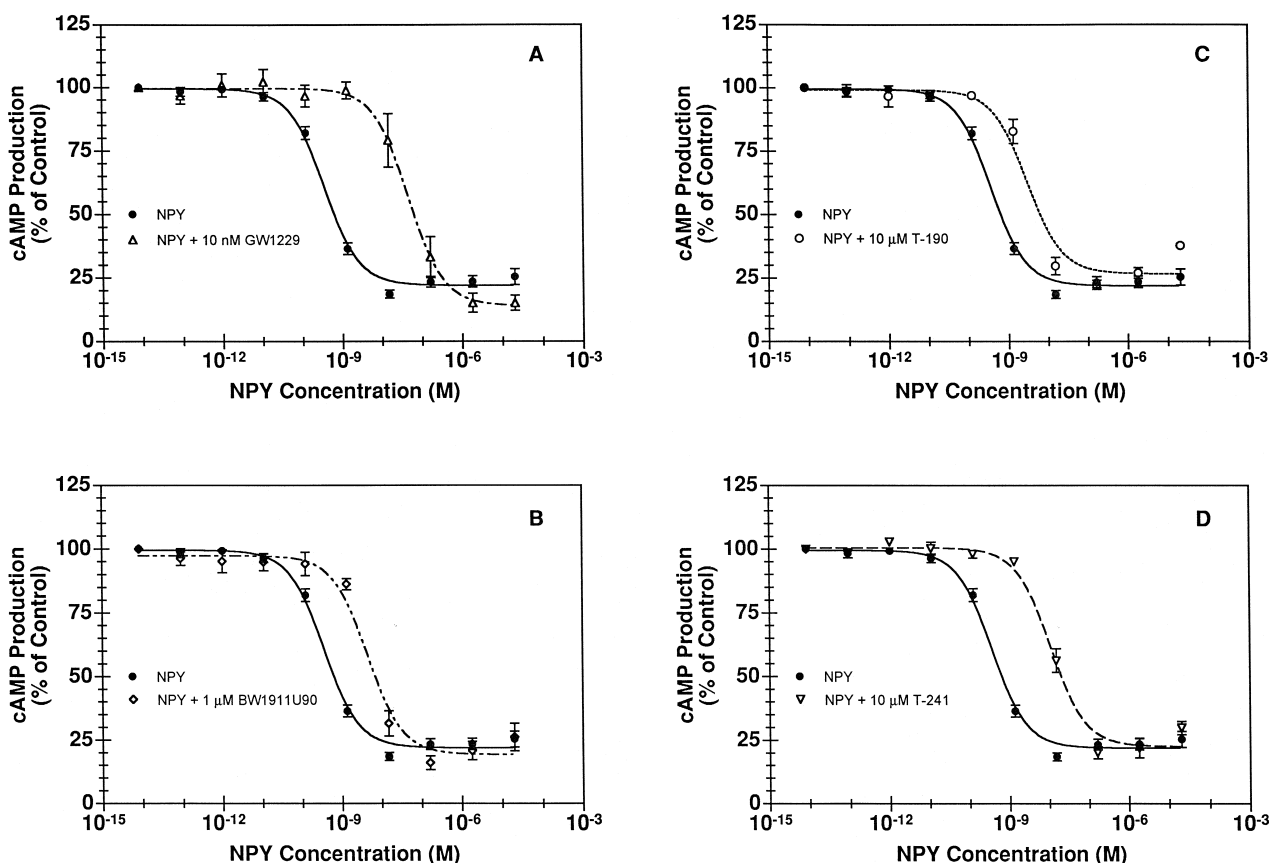 A
125
100
75
50
25
0
cAMP Production
(% of Control)
NPY
NPY + 10 nM GW1229
10-15 10-12 10-9 10-6 10-3
NPY Concentration (M)
C
125
100
75
50
25
0
cAMP Production
(% of Control)
NPY
NPY + 10 μM T-190
10-15 10-12 10-9 10-6 10-3
NPY Concentration (M)
B
125
100
75
50
25
0
cAMP Production
(% of Control)
NPY
NPY + 1 μM BW1911U90
10-15 10-12 10-9 10-6 10-3
NPY Concentration (M)
D
125
100
75
50
25
0
cAMP Production
(% of Control)
NPY
NPY + 10 μM T-241
10-15 10-12 10-9 10-6 10-3
NPY Concentration (M)